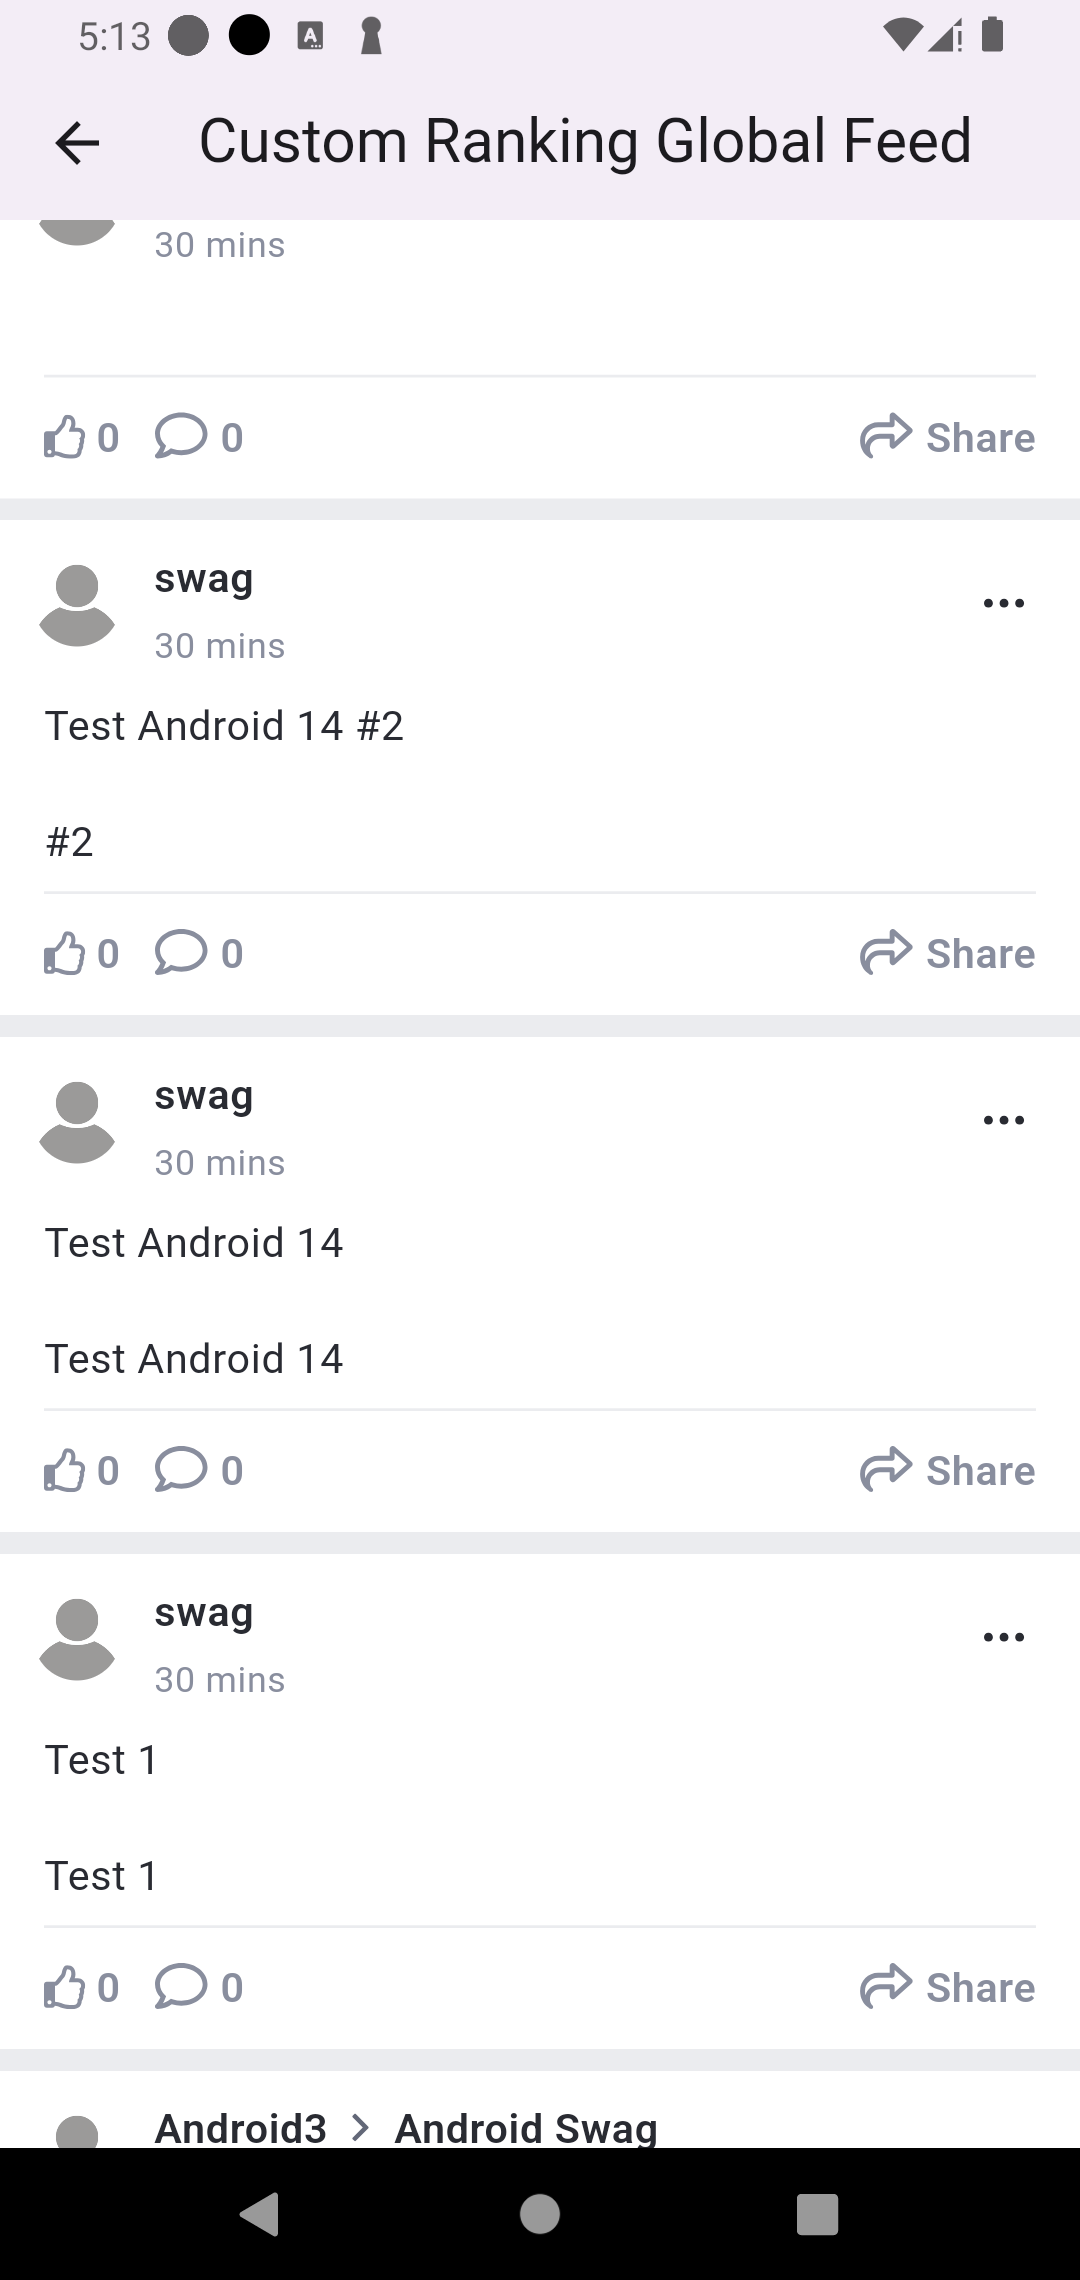 5:13
Custom Ranking Global Feed
30 mins
0 0 Share
swag
30 mins
Test Android 14 #2
#2
0 0 Share
swag
30 mins
Test Android 14
Test Android 14
0 0 Share
swag
30 mins
Test 1
Test 1
0 0 Share
Android3 > Android Swag